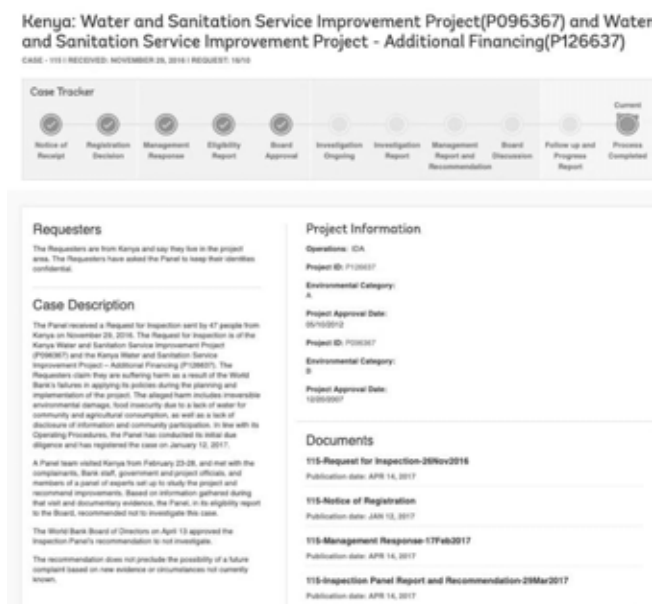 Kenya: Water and Sanitation Service Improvement Project(P096367) and Water
and Sanitation Service Improvement Project - Additional Financing(P126637)
CASE - 115 | RECEIVED: NOVEMBER 29, 2016 | REQUEST: 16/10
Case Tracker
Current
Notice of
Receipt
Registration
Decision
Management
Response
Eligibility
Report
Board
Approval
Investigation
Ongoing
Investigation
Report
Management
Report and
Recommendation
Board
Discussion
Follow up and
Progress
Report
Process
Completed
Requesters
The Requesters are from Kenya and say they live in the project
area. The Requesters have asked the Panel to keep their identities
confidential.
Case Description
The Panel received a Request for Inspection sent by 47 people from
Kenya on November 29, 2016. The Request for Inspection is of the
Kenya Water and Sanitation Service Improvement Project
(P096367) and the Kenya Water and Sanitation Service
Improvement Project – Additional Financing (P126637). The
Requesters claim they are suffering harm as a result of the World
Bank's failures in applying its policies during the planning and
implementation of the project. The alleged harm includes irreversible
environmental damage, food insecurity due to a lack of water for
community and agricultural consumption, as well as a lack of
disclosure of information and community participation. In line with its
Operating Procedures, the Panel has conducted its initial due
diligence and has registered the case on January 12, 2017.
A Panel team visited Kenya from February 23-28, and met with the
complainants, Bank staff, government and project officials, and
members of a panel of experts set up to study the project and
recommend improvements. Based on information gathered during
that visit and documentary evidence, the Panel, in its eligibility report
to the Board, recommended not to investigate this case.
The World Bank Board of Directors on April 13 approved the
Inspection Panel's recommendation to not investigate.
The recommendation does not preclude the possibility of a future
complaint based on new evidence or circumstances not currently
known.
Project Information
Operations: IDA
Project ID: P126637
Environmental Category:
A
Project Approval Date:
05/10/2012
Project ID: P096367
Environmental Category:
B
Project Approval Date:
12/20/2007
Documents
115-Request for Inspection-26Nov2016
Publication date: APR 14, 2017
115-Notice of Registration
Publication date: JAN 12, 2017
115-Management Response-17Feb2017
Publication date: APR 14, 2017
115-Inspection Panel Report and Recommendation-29Mar2017
Publication date: APR 14, 2017